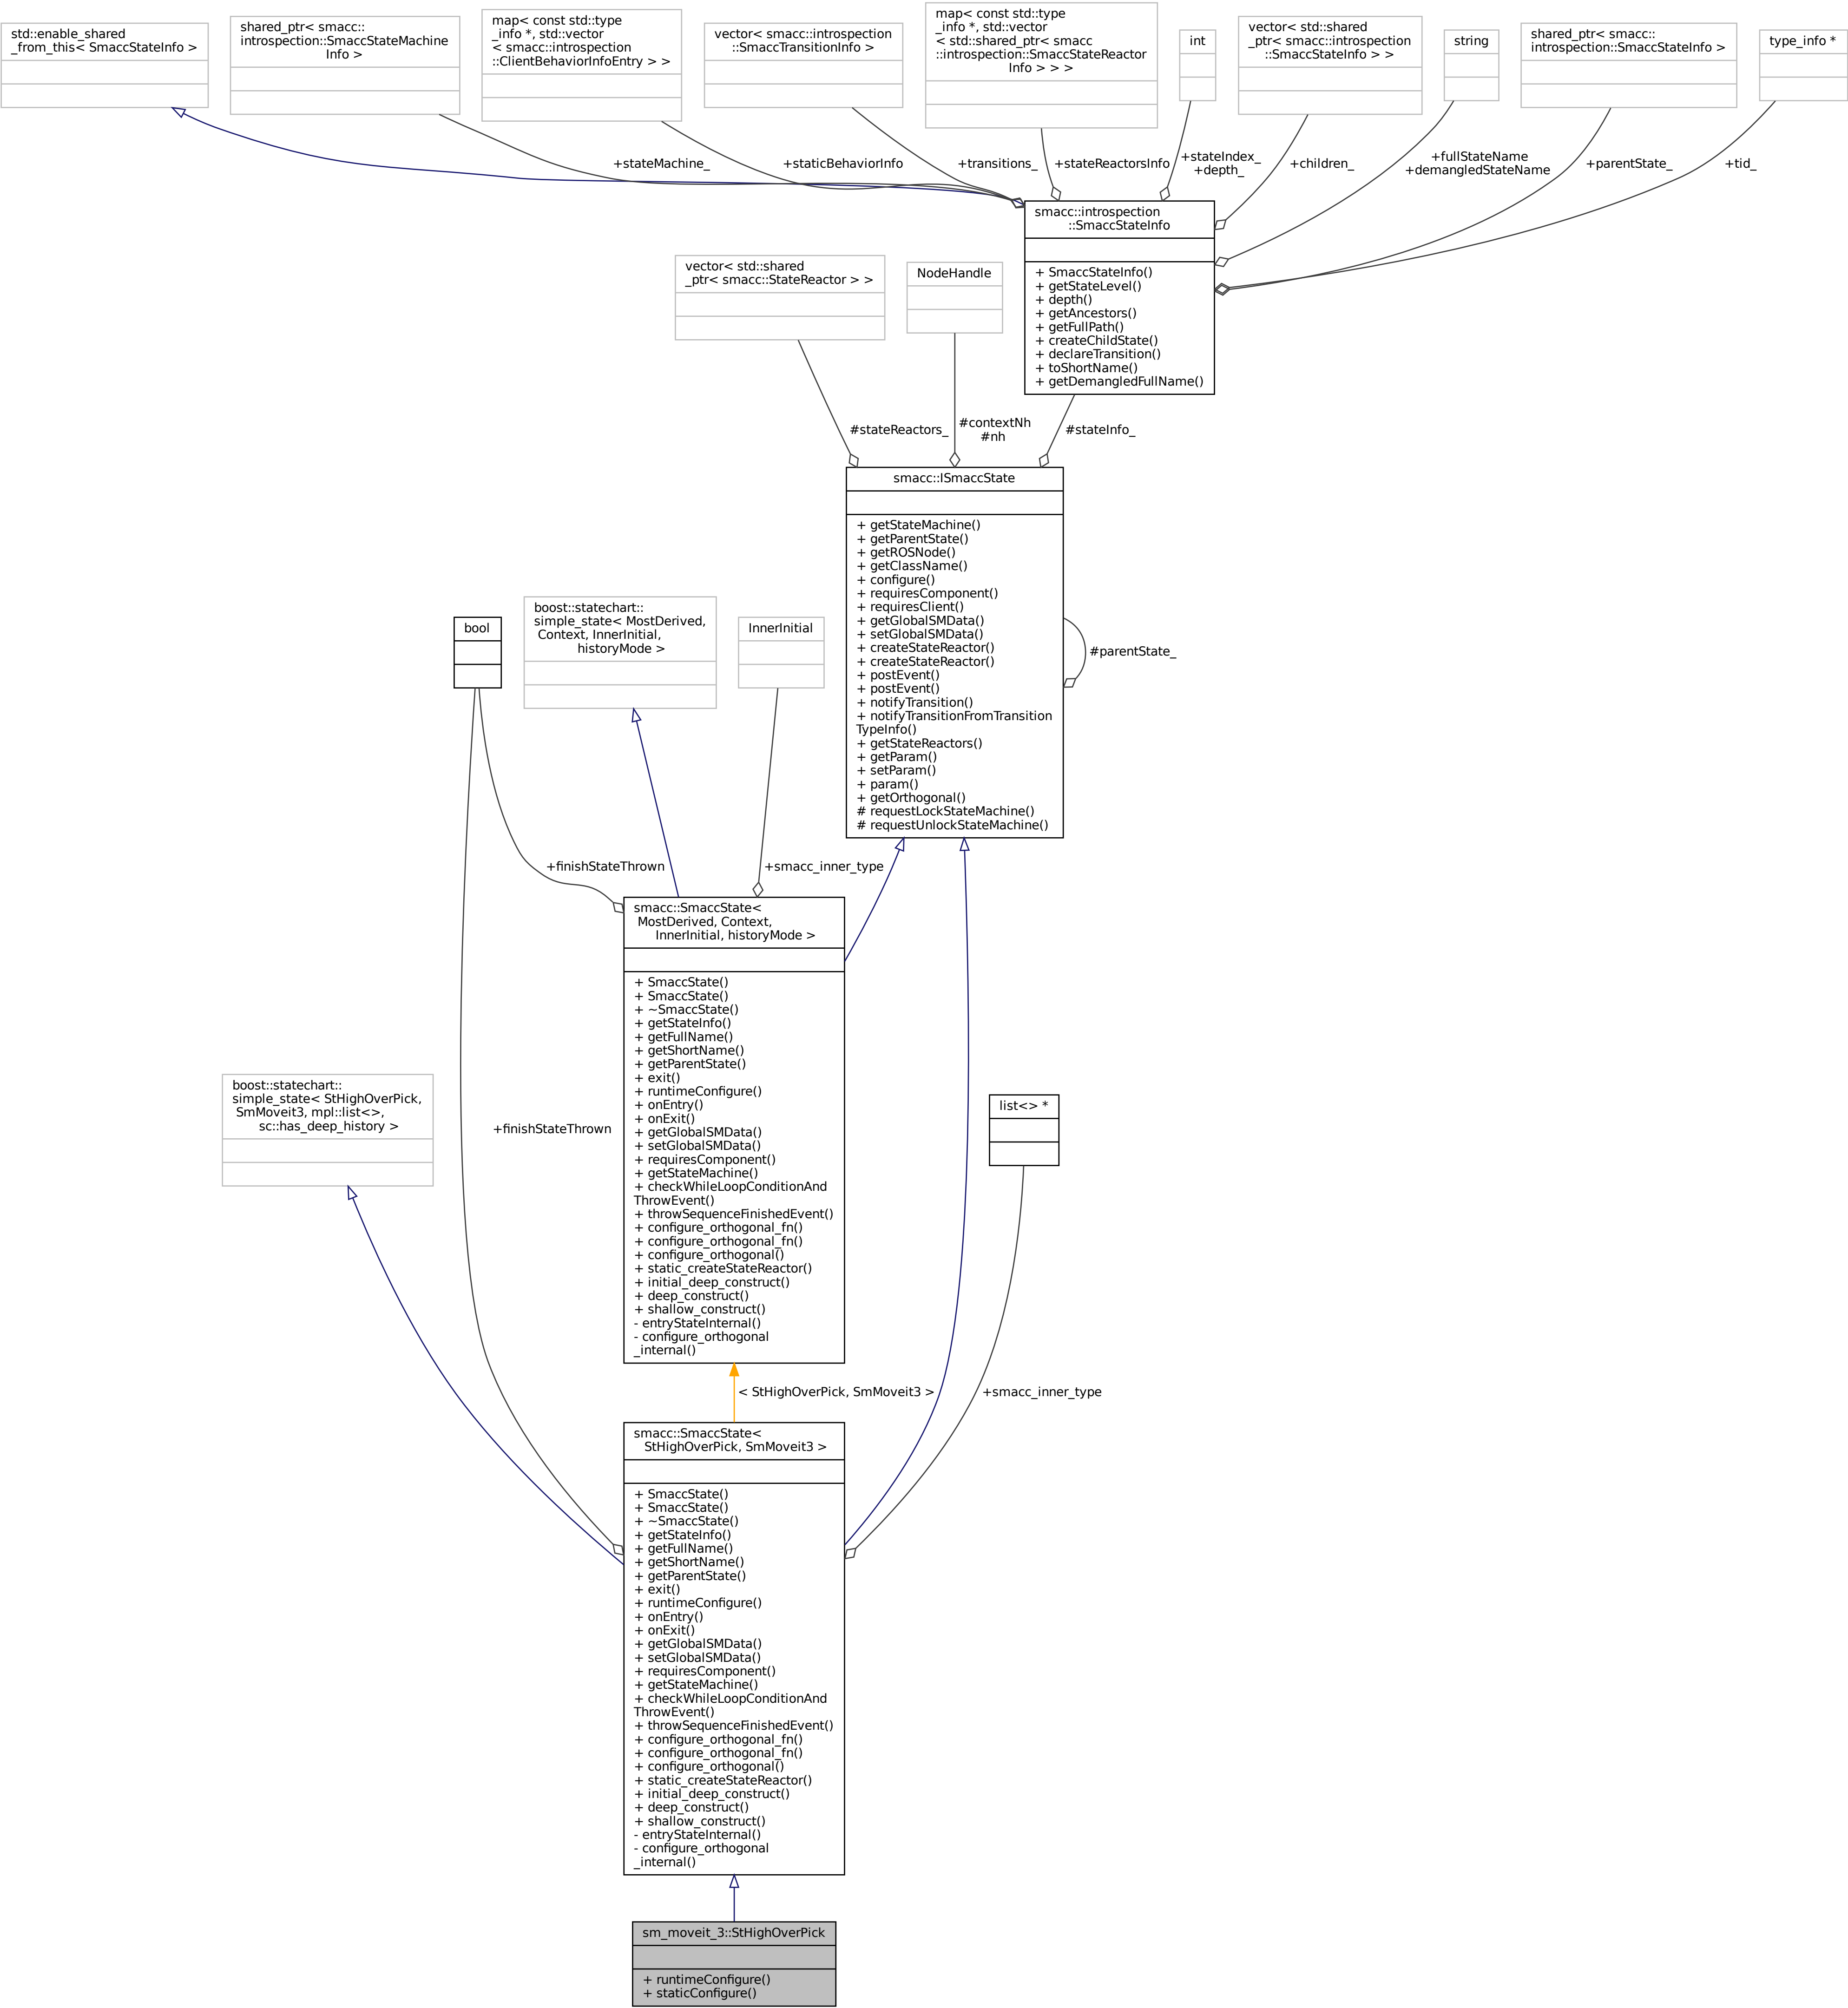 std::enable_shared
_from_this< SmaccStateInfo >
shared_ptr< smacc::
introspection::SmaccStateMachine
Info >
map< const std::type
_info *, std::vector
< smacc::introspection
::ClientBehaviorInfoEntry > >
vector< smacc::introspection
::SmaccTransitionInfo >
map< const std::type
_info *, std::vector
< std::shared_ptr< smacc
::introspection::SmaccStateReactor
Info > > >
int
vector< std::shared
_ptr< smacc::introspection
::SmaccStateInfo > >
string
shared_ptr< smacc::
introspection::SmaccStateInfo >
type_info *
+stateMachine_
+staticBehaviorInfo
+transitions_
+stateReactorsInfo
+stateIndex_
+depth_
+children_
+fullStateName
+demangledStateName
+parentState_
+tid_
smacc::introspection
::SmaccStateInfo
+ SmaccStateInfo()
+ getStateLevel()
+ depth()
+ getAncestors()
+ getFullPath()
+ createChildState()
+ declareTransition()
+ toShortName()
+ getDemangledFullName()
vector< std::shared
_ptr< smacc::StateReactor > >
NodeHandle
#stateReactors_
#contextNh
#nh
#stateInfo_
smacc::ISmaccState
+ getStateMachine()
+ getParentState()
+ getROSNode()
+ getClassName()
+ configure()
+ requiresComponent()
+ requiresClient()
+ getGlobalSMData()
+ setGlobalSMData()
+ createStateReactor()
+ createStateReactor()
+ postEvent()
+ postEvent()
+ notifyTransition()
+ notifyTransitionFromTransition
TypeInfo()
+ getStateReactors()
+ getParam()
+ setParam()
+ param()
+ getOrthogonal()
# requestLockStateMachine()
# requestUnlockStateMachine()
#parentState_
bool
boost::statechart::
simple_state< MostDerived,
Context, InnerInitial,
historyMode >
InnerInitial
+finishStateThrown
+smacc_inner_type
smacc::SmaccState<
MostDerived, Context,
InnerInitial, historyMode >
+ SmaccState()
+ SmaccState()
+ ~SmaccState()
+ getStateInfo()
+ getFullName()
+ getShortName()
+ getParentState()
+ exit()
+ runtimeConfigure()
+ onEntry()
+ onExit()
+ getGlobalSMData()
+ setGlobalSMData()
+ requiresComponent()
+ getStateMachine()
+ checkWhileLoopConditionAnd
ThrowEvent()
+ throwSequenceFinishedEvent()
+ configure_orthogonal_fn()
+ configure_orthogonal_fn()
+ configure_orthogonal()
+ static_createStateReactor()
+ initial_deep_construct()
+ deep_construct()
+ shallow_construct()
- entryStateInternal()
- configure_orthogonal
_internal()
boost::statechart::
simple_state< StHighOverPick,
SmMoveit3, mpl::list<>,
sc::has_deep_history >
+finishStateThrown
list<> *
< StHighOverPick, SmMoveit3 >
+smacc_inner_type
smacc::SmaccState<
StHighOverPick, SmMoveit3 >
+ SmaccState()
+ SmaccState()
+ ~SmaccState()
+ getStateInfo()
+ getFullName()
+ getShortName()
+ getParentState()
+ exit()
+ runtimeConfigure()
+ onEntry()
+ onExit()
+ getGlobalSMData()
+ setGlobalSMData()
+ requiresComponent()
+ getStateMachine()
+ checkWhileLoopConditionAnd
ThrowEvent()
+ throwSequenceFinishedEvent()
+ configure_orthogonal_fn()
+ configure_orthogonal_fn()
+ configure_orthogonal()
+ static_createStateReactor()
+ initial_deep_construct()
+ deep_construct()
+ shallow_construct()
- entryStateInternal()
- configure_orthogonal
_internal()
sm_moveit_3::StHighOverPick
+ runtimeConfigure()
+ staticConfigure()